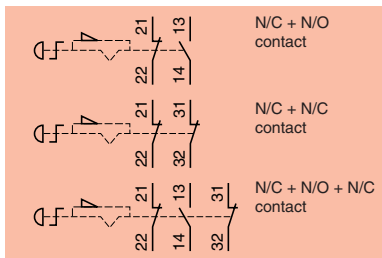 21 13
N/C + N/O
contact
22 14
21 31
N/C + N/C
contact
22 32
21 13 31
N/C + N/O + N/C
contact
22 14 32